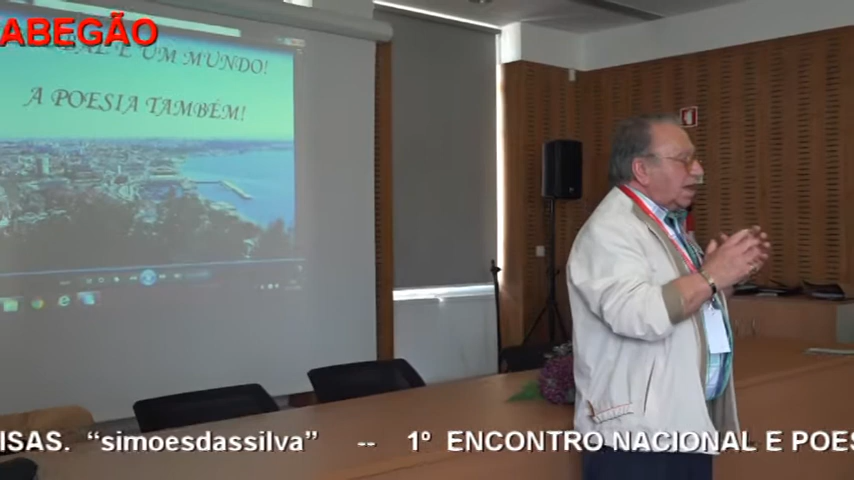 ABEGÃO
É UM MUNDO!
A POESIA TAMBÉM!
ISAS. “simoesdassilva” -- 1º ENCONTRO NACIONAL E POES